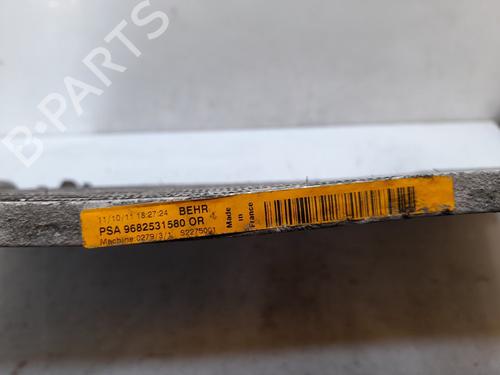 B-PARTS
11/10/11 18:27:24 BEHR
PSA 9682531580 OR
Machine 0279/3/1 S2275001
Made in France